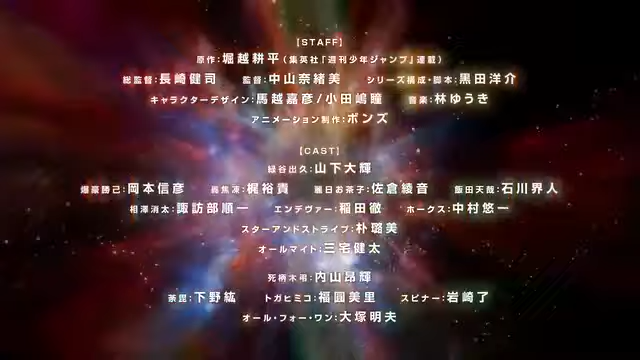 【STAFF】
原作:堀越耕平(集英社『週刊少年ジャンプ』連載)
総監督:長崎健司 監督:中山奈緒美 シリーズ構成・脚本:黒田洋介
キャラクターデザイン:馬越嘉彦/小田嶋瞳 音楽:林ゆうき
アニメーション制作:ボンズ
【CAST】
緑谷出久:山下大輝
爆豪勝己:岡本信彦 轟焦凍:梶裕貴 麗日お茶子:佐倉綾音 飯田天哉:石川界人
相澤消太:諏訪部順一 エンデヴァー:稲田徹 ホークス:中村悠一
スターアンドストライプ:朴璐美
オールマイト:三宅健太
死柄木弔:内山昂輝
荼毘:下野紘 トガヒミコ:福圓美里 スピナー:岩崎了
オール・フォー・ワン:大塚明夫